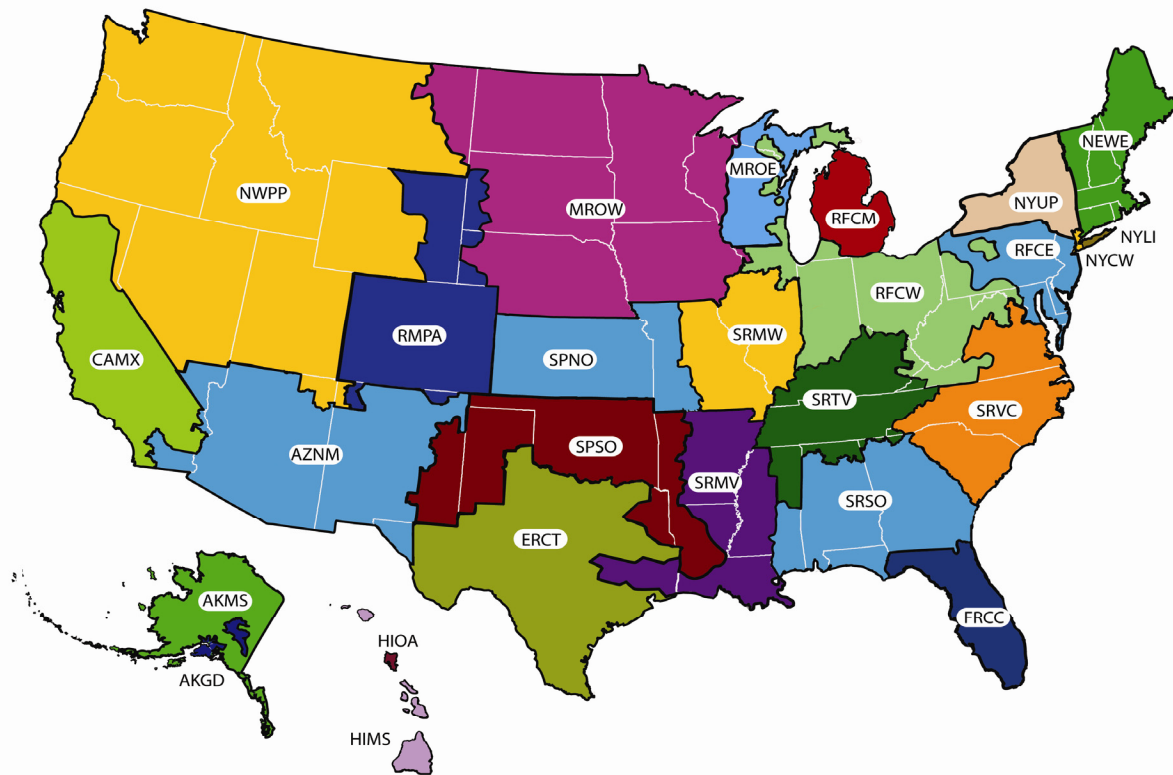 NEWE
MROE
NWPP
NYUP
MROW
RFCM
NYLI
RFCE
NYCW
RFCW
SRMW
CAMX
RMPA
SPNO
SRTV
SRVC
AZNM
SPSO
SRMV
SRSO
ERCT
AKMS
FRCC
HIOA
AKGD
HIMS